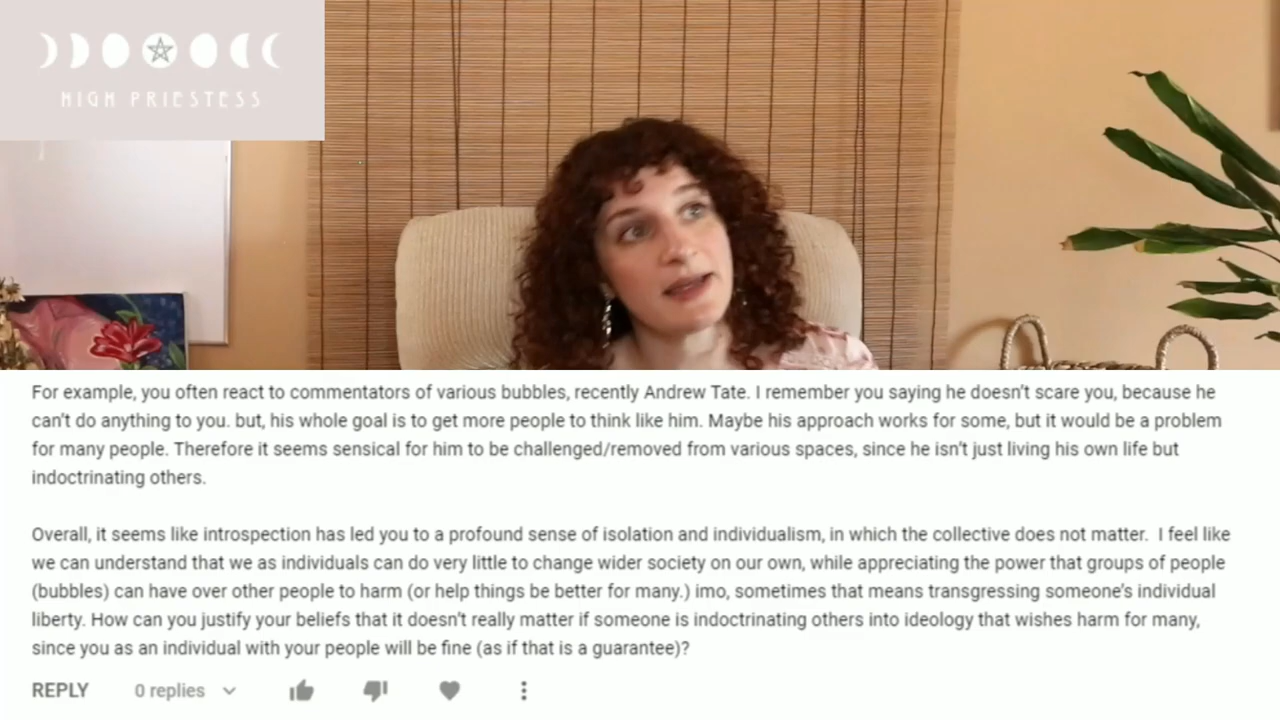 HIGH PRIESTESS
For example, you often react to commentators of various bubbles, recently Andrew Tate. I remember you saying he doesn't scare you, because he
can't do anything to you. but, his whole goal is to get more people to think like him. Maybe his approach works for some, but it would be a problem
for many people. Therefore it seems sensical for him to be challenged/removed from various spaces, since he isn't just living his own life but
indoctrinating others.
Overall, it seems like introspection has led you to a profound sense of isolation and individualism, in which the collective does not matter.  I feel like
we can understand that we as individuals can do very little to change wider society on our own, while appreciating the power that groups of people
(bubbles) can have over other people to harm (or help things be better for many.) imo, sometimes that means transgressing someone's individual
liberty. How can you justify your beliefs that it doesn't really matter if someone is indoctrinating others into ideology that wishes harm for many,
since you as an individual with your people will be fine (as if that is a guarantee)?
REPLY 0 replies